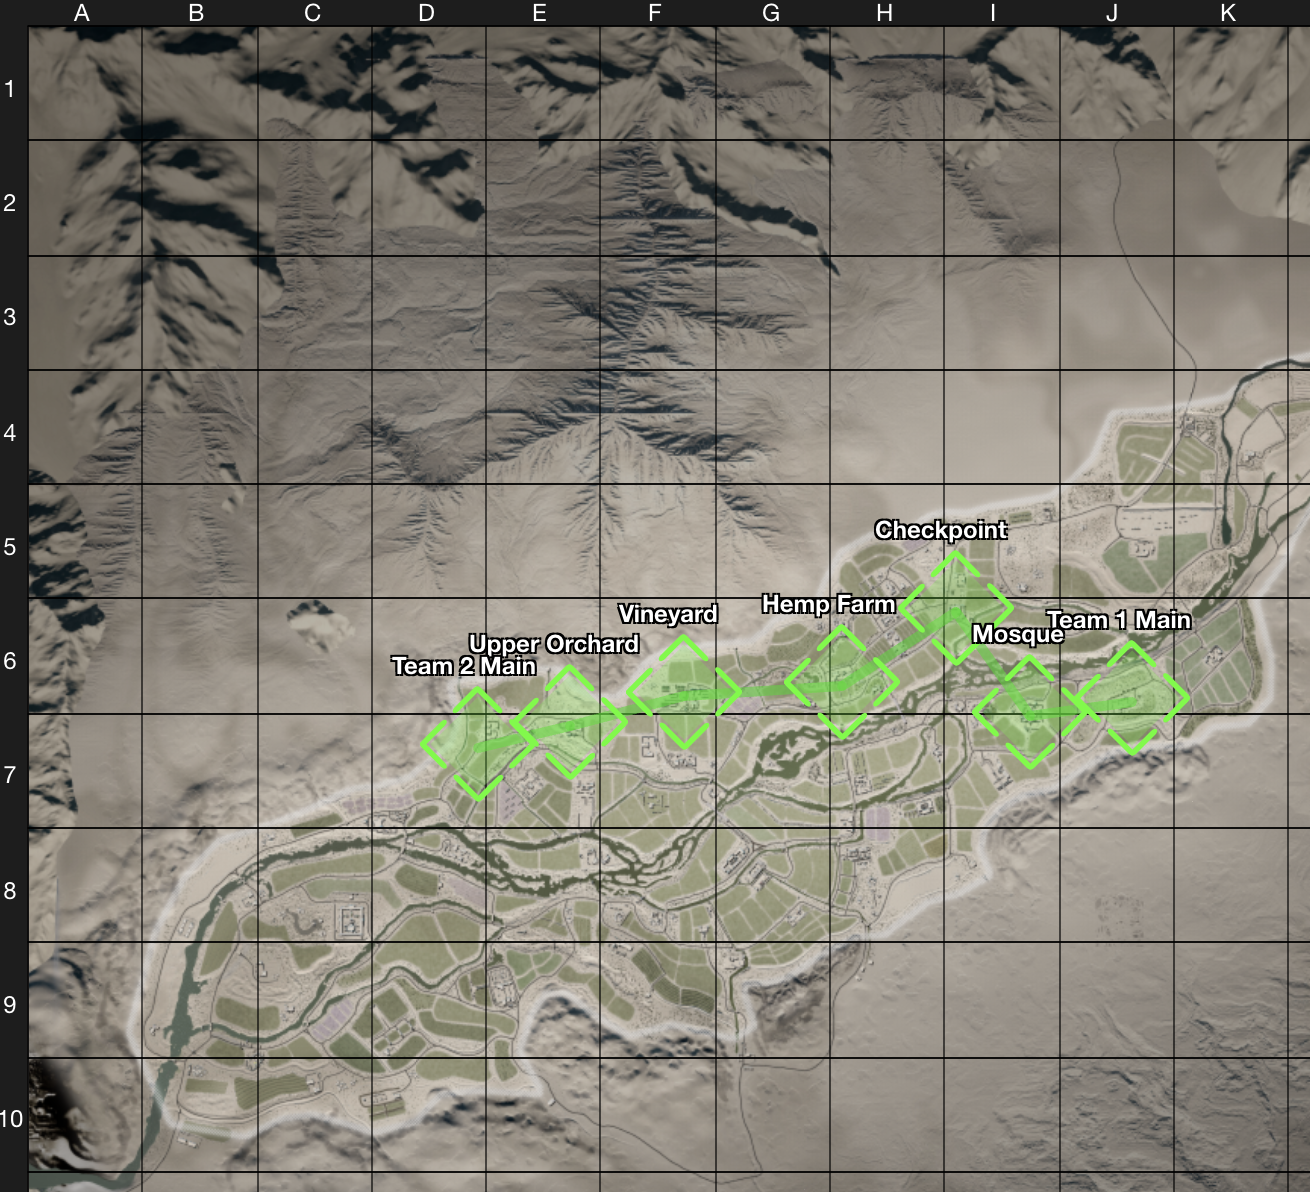 A B C D E F G H I J K
1
2
3
4
5
Checkpoint
Hemp Farm
Vineyard
Team 1 Main
Mosque
Upper Orchard
6
Team 2 Main
7
8
9
10